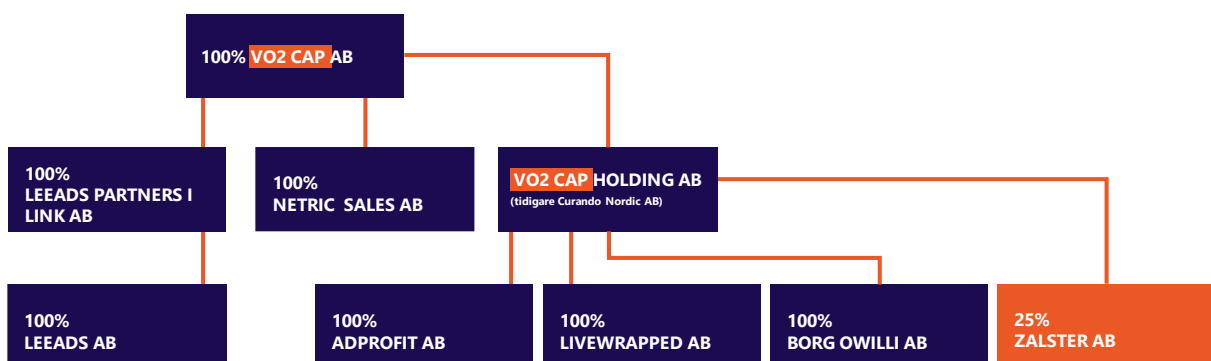 100% VO2 CAP AB
100%
LEEADS PARTNERS I
LINK AB
100%
NETRIC SALES AB
VO2 CAP HOLDING AB
(tidigare Curando Nordic AB)
100%
LEEADS AB
100%
ADPROFIT AB
100%
LIVEWRAPPED AB
100%
BORG OWILLI AB
25%
ZALSTER AB